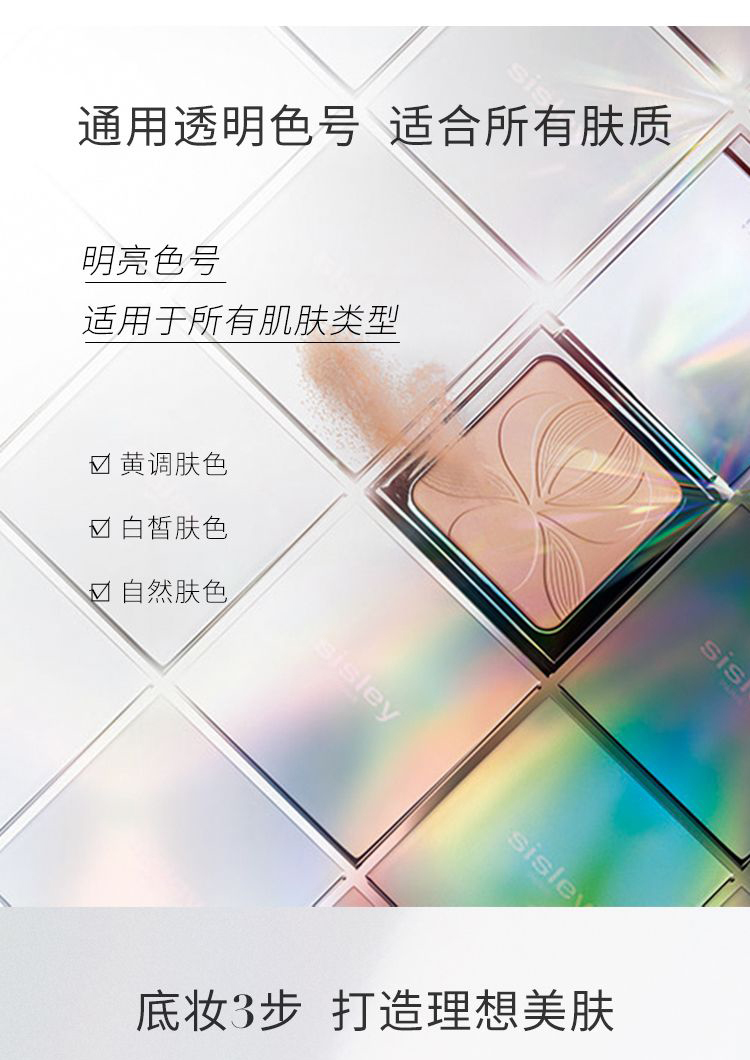 通用透明色号 适合所有肤质
sisley
明亮色号
适用于所有肌肤类型
黄调肤色
白皙肤色
自然肤色
sisley
sisley
底妆3步 打造理想美肤